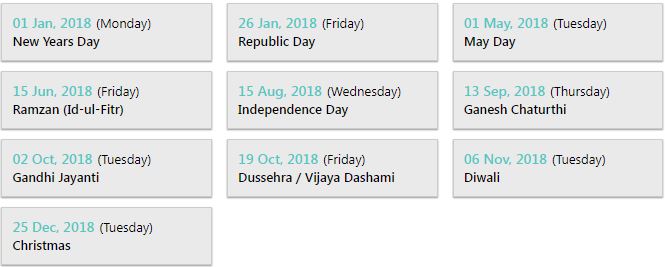 01 Jan, 2018 (Monday)
New Years Day
26 Jan, 2018 (Friday)
Republic Day
01 May, 2018 (Tuesday)
May Day
15 Jun, 2018 (Friday)
Ramzan (Id-ul-Fitr)
15 Aug, 2018 (Wednesday)
Independence Day
13 Sep, 2018 (Thursday)
Ganesh Chaturthi
02 Oct, 2018 (Tuesday)
Gandhi Jayanti
19 Oct, 2018 (Friday)
Dussehra / Vijaya Dashami
06 Nov, 2018 (Tuesday)
Diwali
25 Dec, 2018 (Tuesday)
Christmas